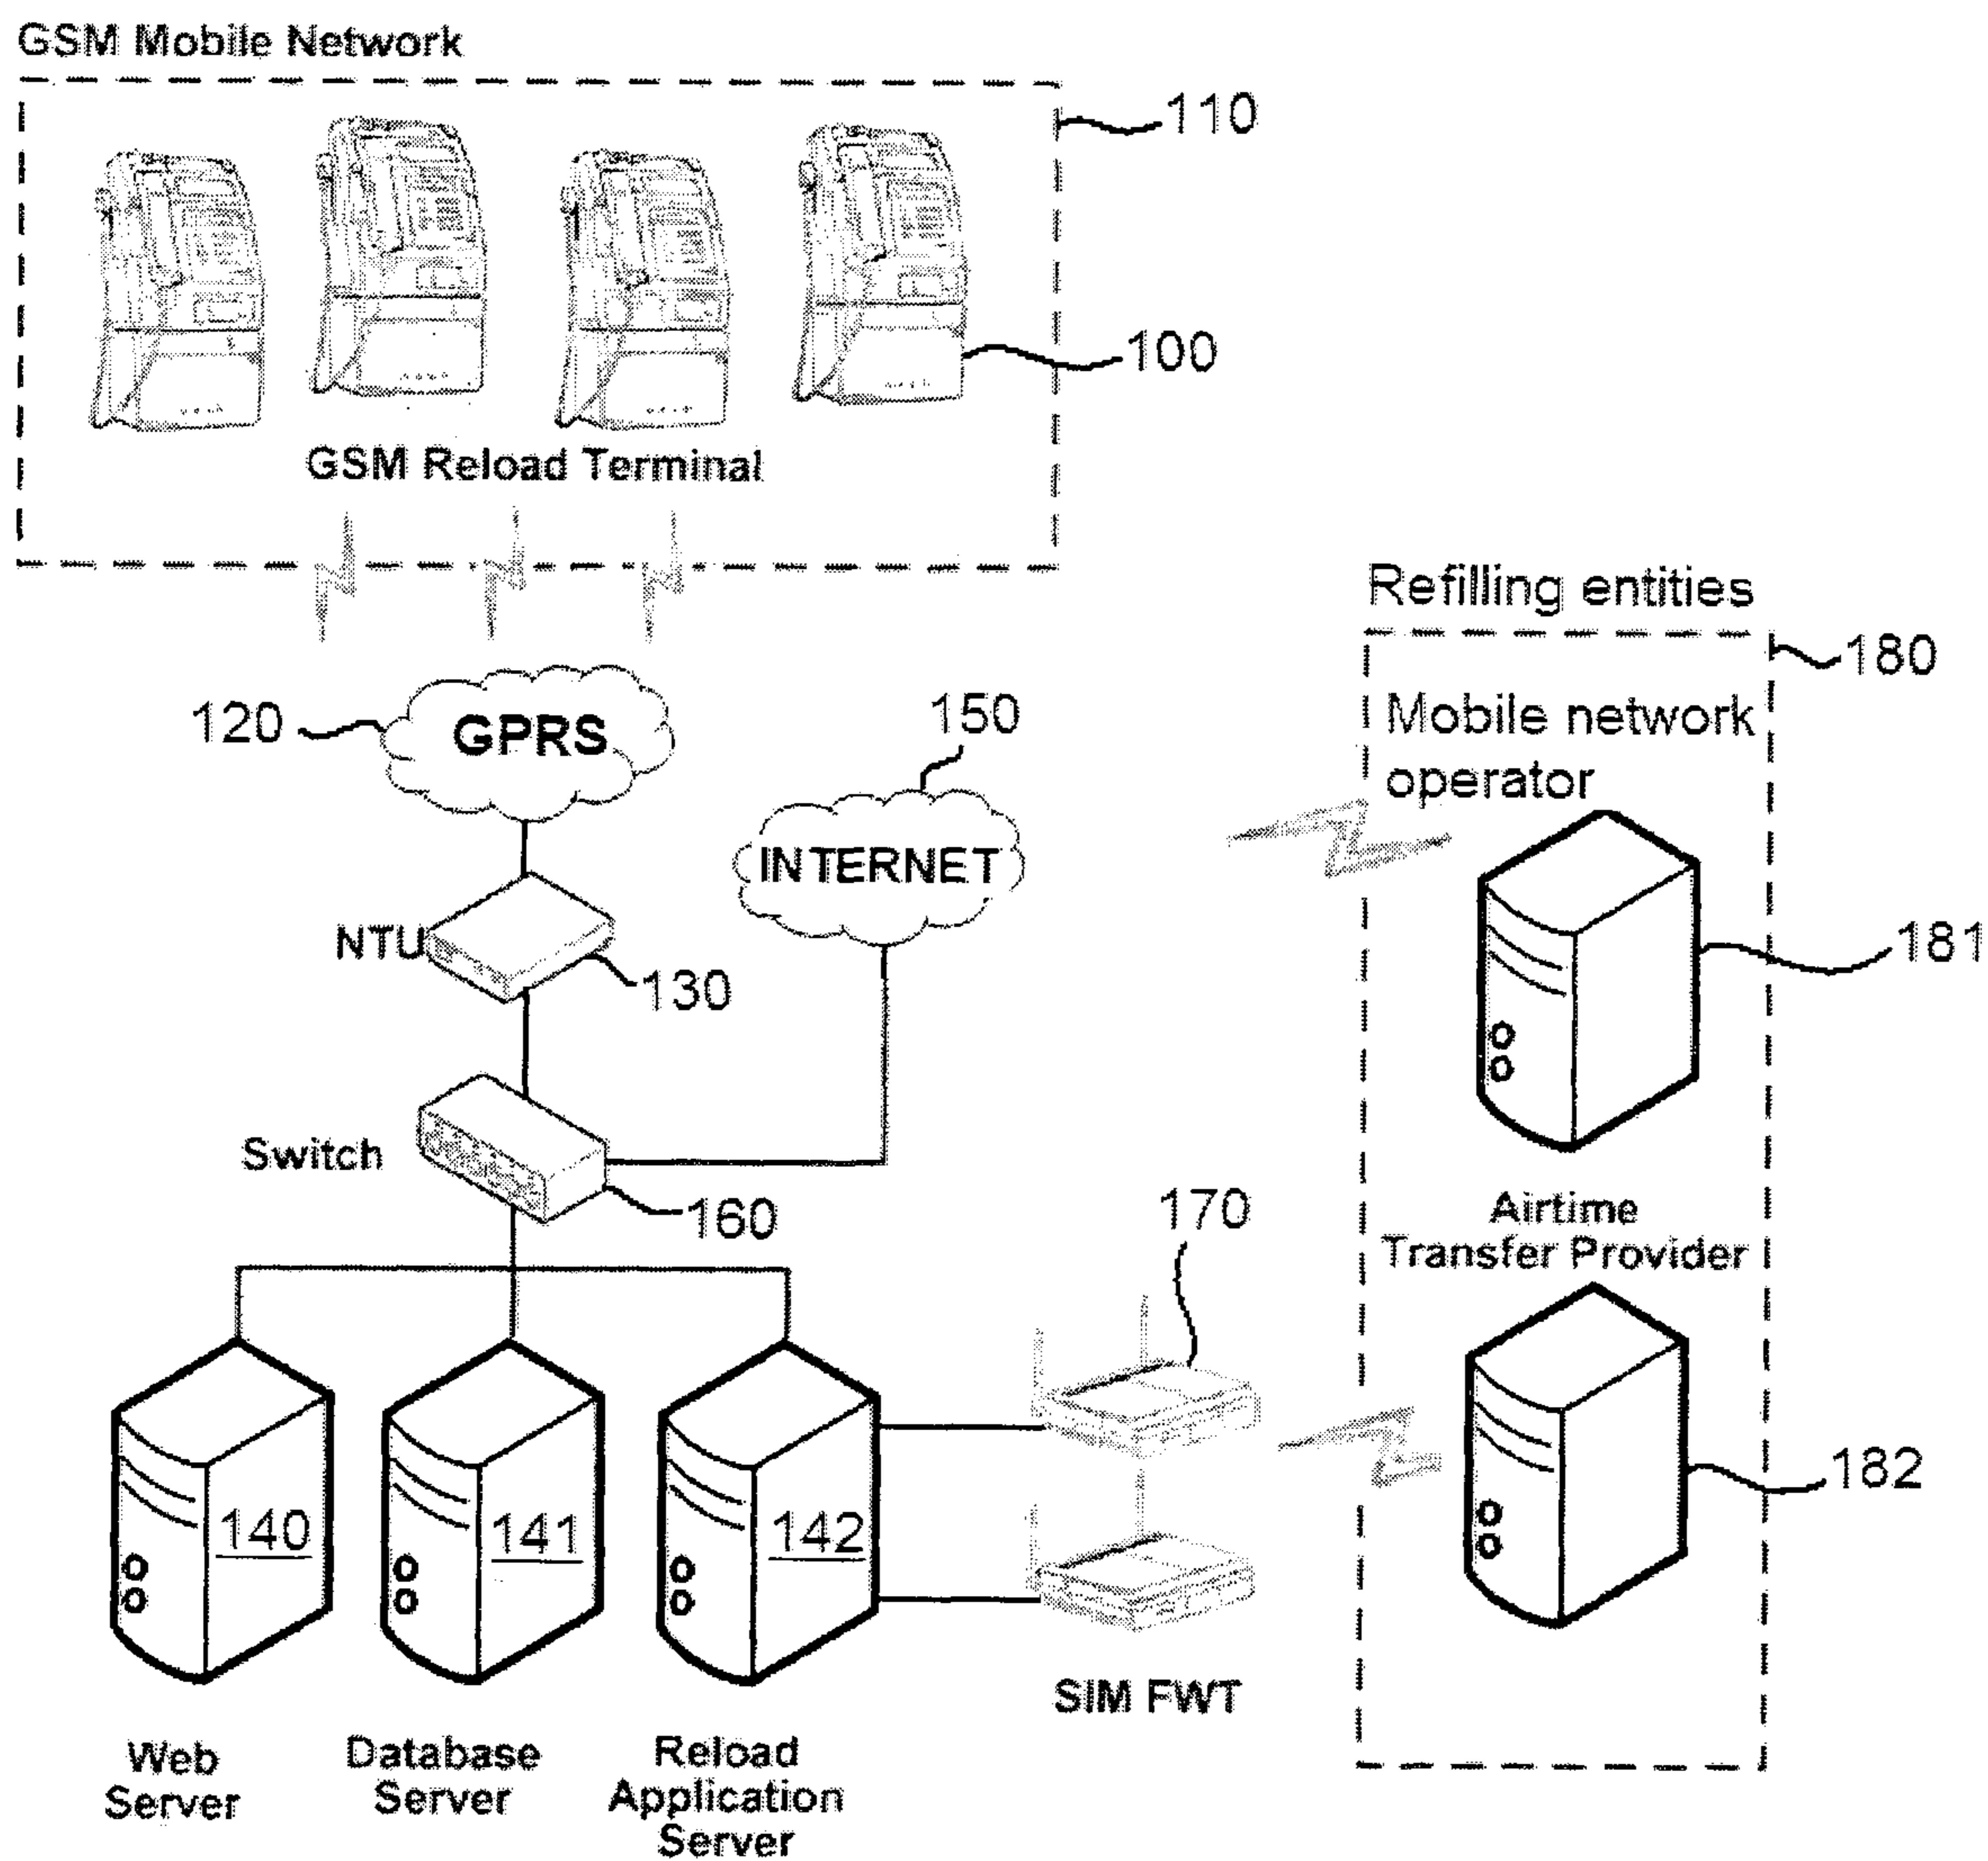 GSM Mobile Network
110
100
GSM Reload Terminal
Refilling entities
180
120
GPRS
150
Mobile network
operator
INTERNET
NTU
130
181
Switch
160
170
Airtime
Transfer Provider
182
140
141
142
SIM FWT
Web
Server
Database
Server
Reload
Application
Server